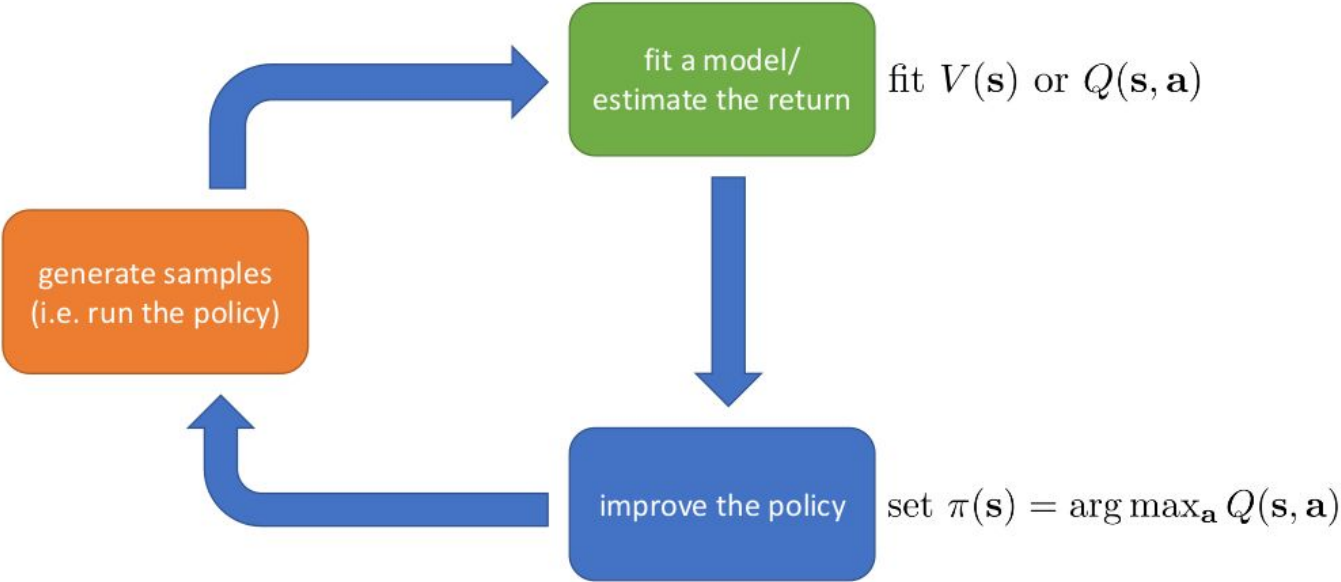 fit a model/
estimate the return
fit V(s) or Q(s, a)
generate samples
(i.e. run the policy)
improve the policy
set π(s) = arg maxₐ Q(s, a)